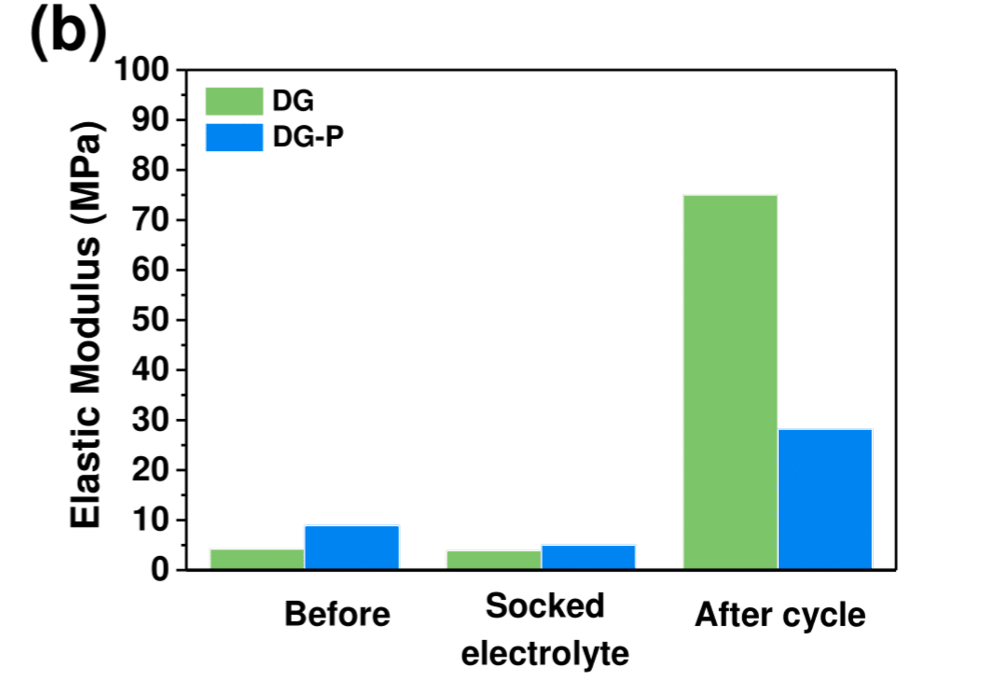 (b)
100
90
80
70
60
50
40
30
20
10
0
Elastic Modulus (MPa)
DG
DG-P
Before
Socked
electrolyte
After cycle